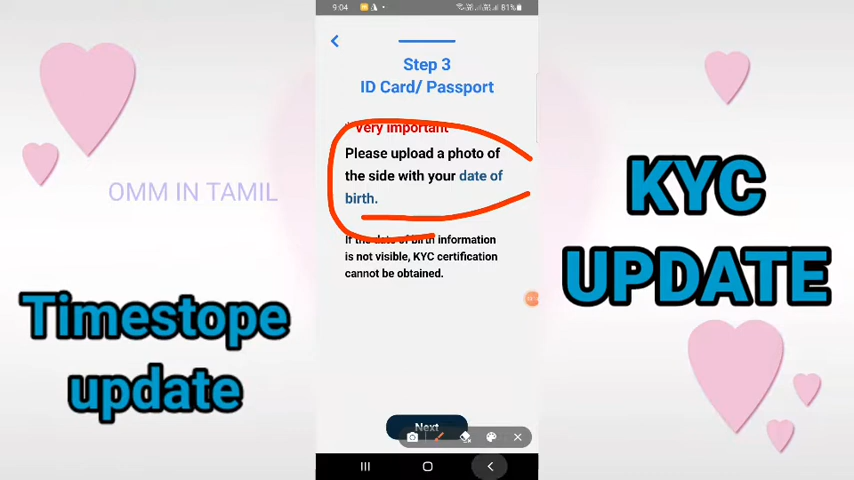 9:04
81%
Step 3
ID Card/ Passport
* Very important
Please upload a photo of
the side with your date of
birth.
If the date of birth information
is not visible, KYC certification
cannot be obtained.
Next
OMM IN TAMIL
Timestope
update
KYC
UPDATE